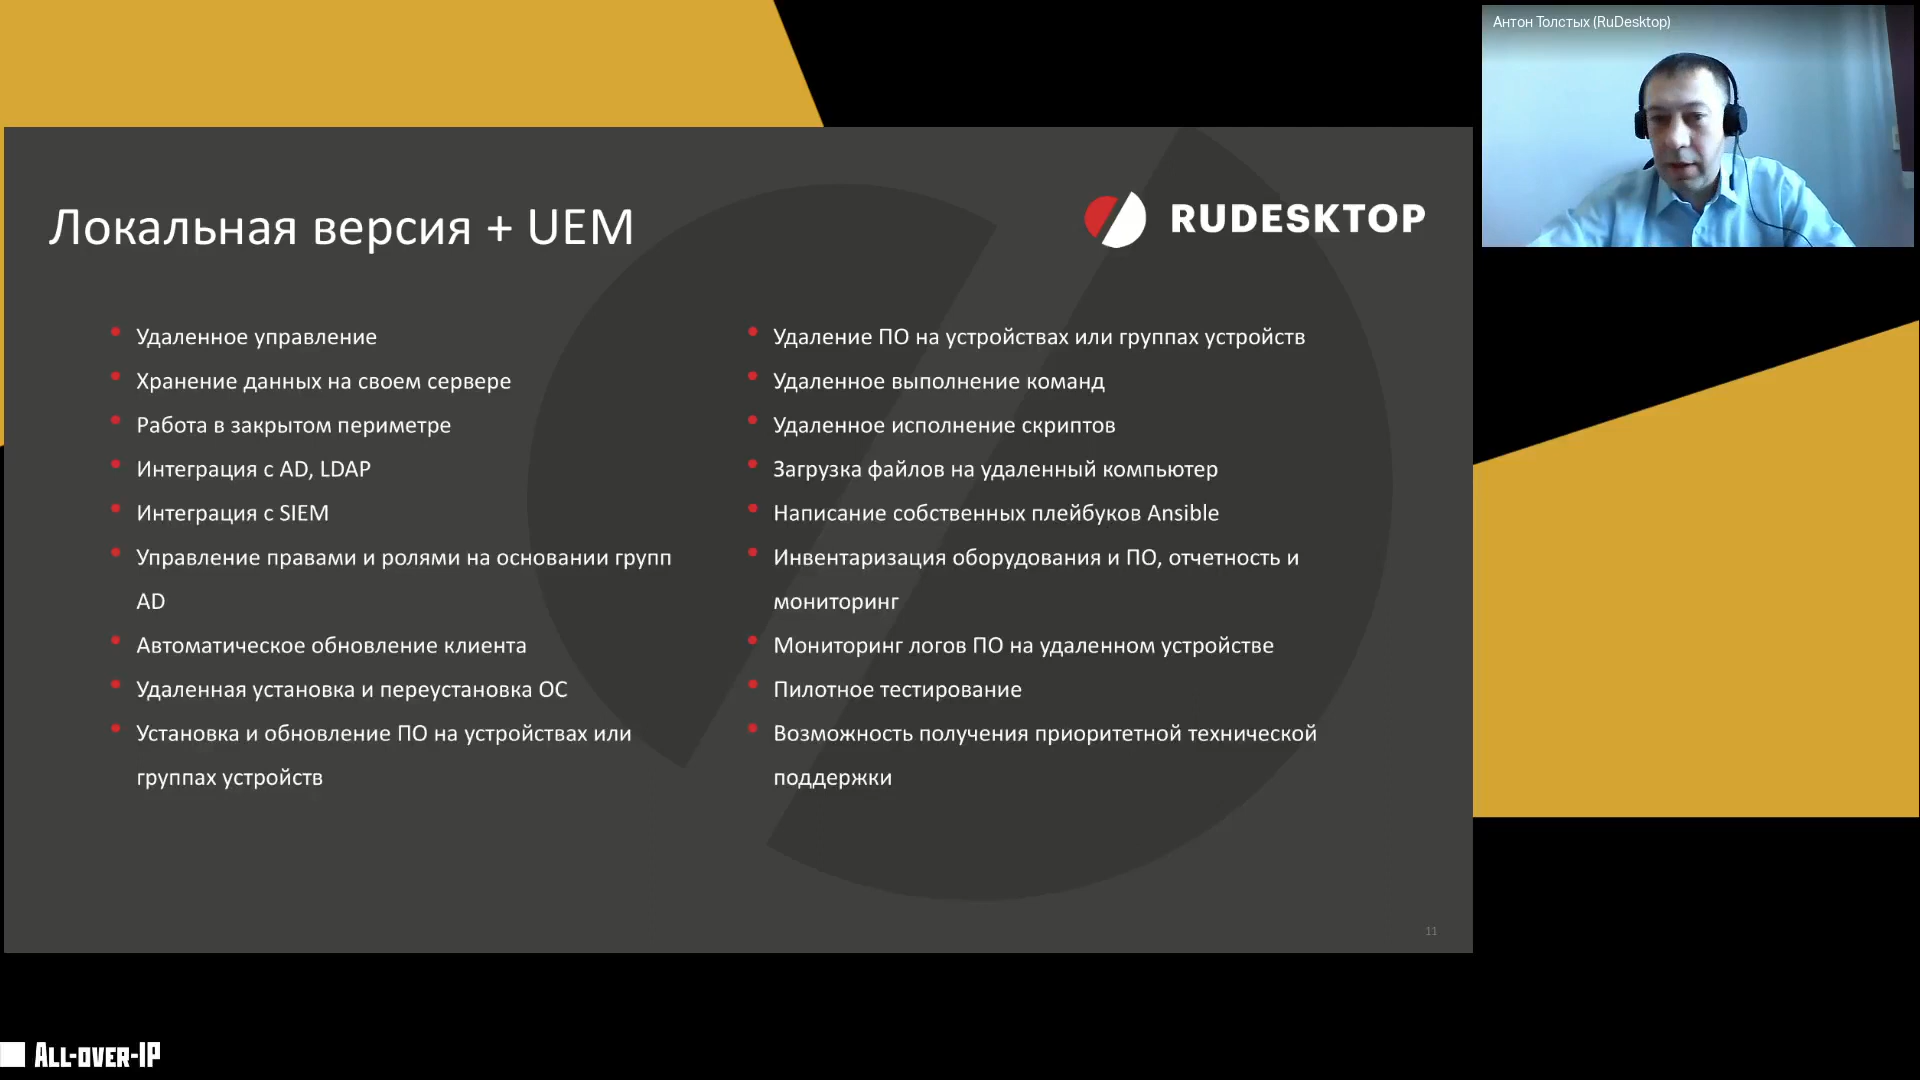 Антон Толстых (RuDesktop)
Локальная версия + UEM
RUDESKTOP
Удаленное управление
Хранение данных на своем сервере
Работа в закрытом периметре
Интеграция с AD, LDAP
Интеграция с SIEM
Управление правами и ролями на основании групп
AD
Автоматическое обновление клиента
Удаленная установка и переустановка ОС
Установка и обновление ПО на устройствах или
группах устройств
Удаление ПО на устройствах или группах устройств
Удаленное выполнение команд
Удаленное исполнение скриптов
Загрузка файлов на удаленный компьютер
Написание собственных плейбуков Ansible
Инвентаризация оборудования и ПО, отчетность и
мониторинг
Мониторинг логов ПО на удаленном устройстве
Пилотное тестирование
Возможность получения приоритетной технической
поддержки
11
ALL-OVER-IP